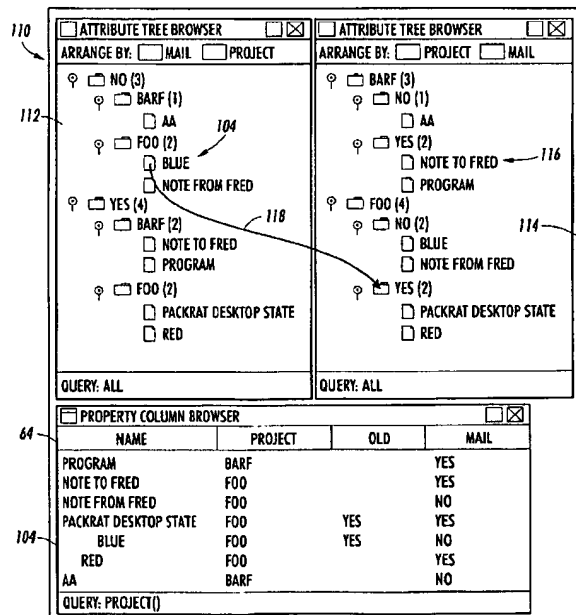 110
ATTRIBUTE TREE BROWSER
ARRANGE BY: MAIL PROJECT
112
NO (3)
BARF (1)
AA
FOO (2)
104
BLUE
NOTE FROM FRED
YES (4)
BARF (2)
NOTE TO FRED
PROGRAM
118
FOO (2)
PACKRAT DESKTOP STATE
RED
QUERY: ALL
ATTRIBUTE TREE BROWSER
ARRANGE BY: PROJECT MAIL
BARF (3)
NO (1)
AA
YES (2)
NOTE TO FRED
116
PROGRAM
FOO (4)
114
NO (2)
BLUE
NOTE FROM FRED
YES (2)
PACKRAT DESKTOP STATE
RED
QUERY: ALL
64
PROPERTY COLUMN BROWSER
NAME PROJECT OLD MAIL
PROGRAM BARF YES
NOTE TO FRED FOO YES
NOTE FROM FRED FOO NO
PACKRAT DESKTOP STATE FOO YES YES
104 BLUE FOO YES NO
RED FOO YES
AA BARF NO
QUERY: PROJECT()